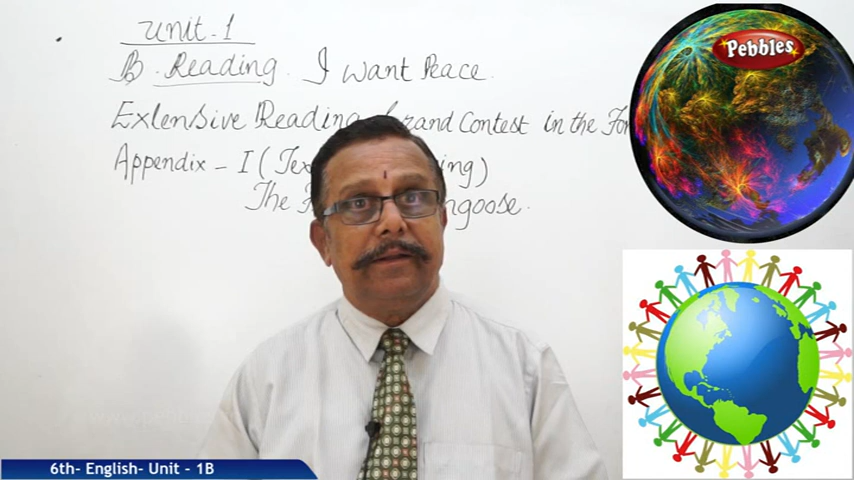 Unit-1
B. Reading. I want Peace.
Extensive Reading Grand Contest in the For
Appendix - I (Tex ing)
The F ngoose.
Pebbles
6th- English- Unit - 1B